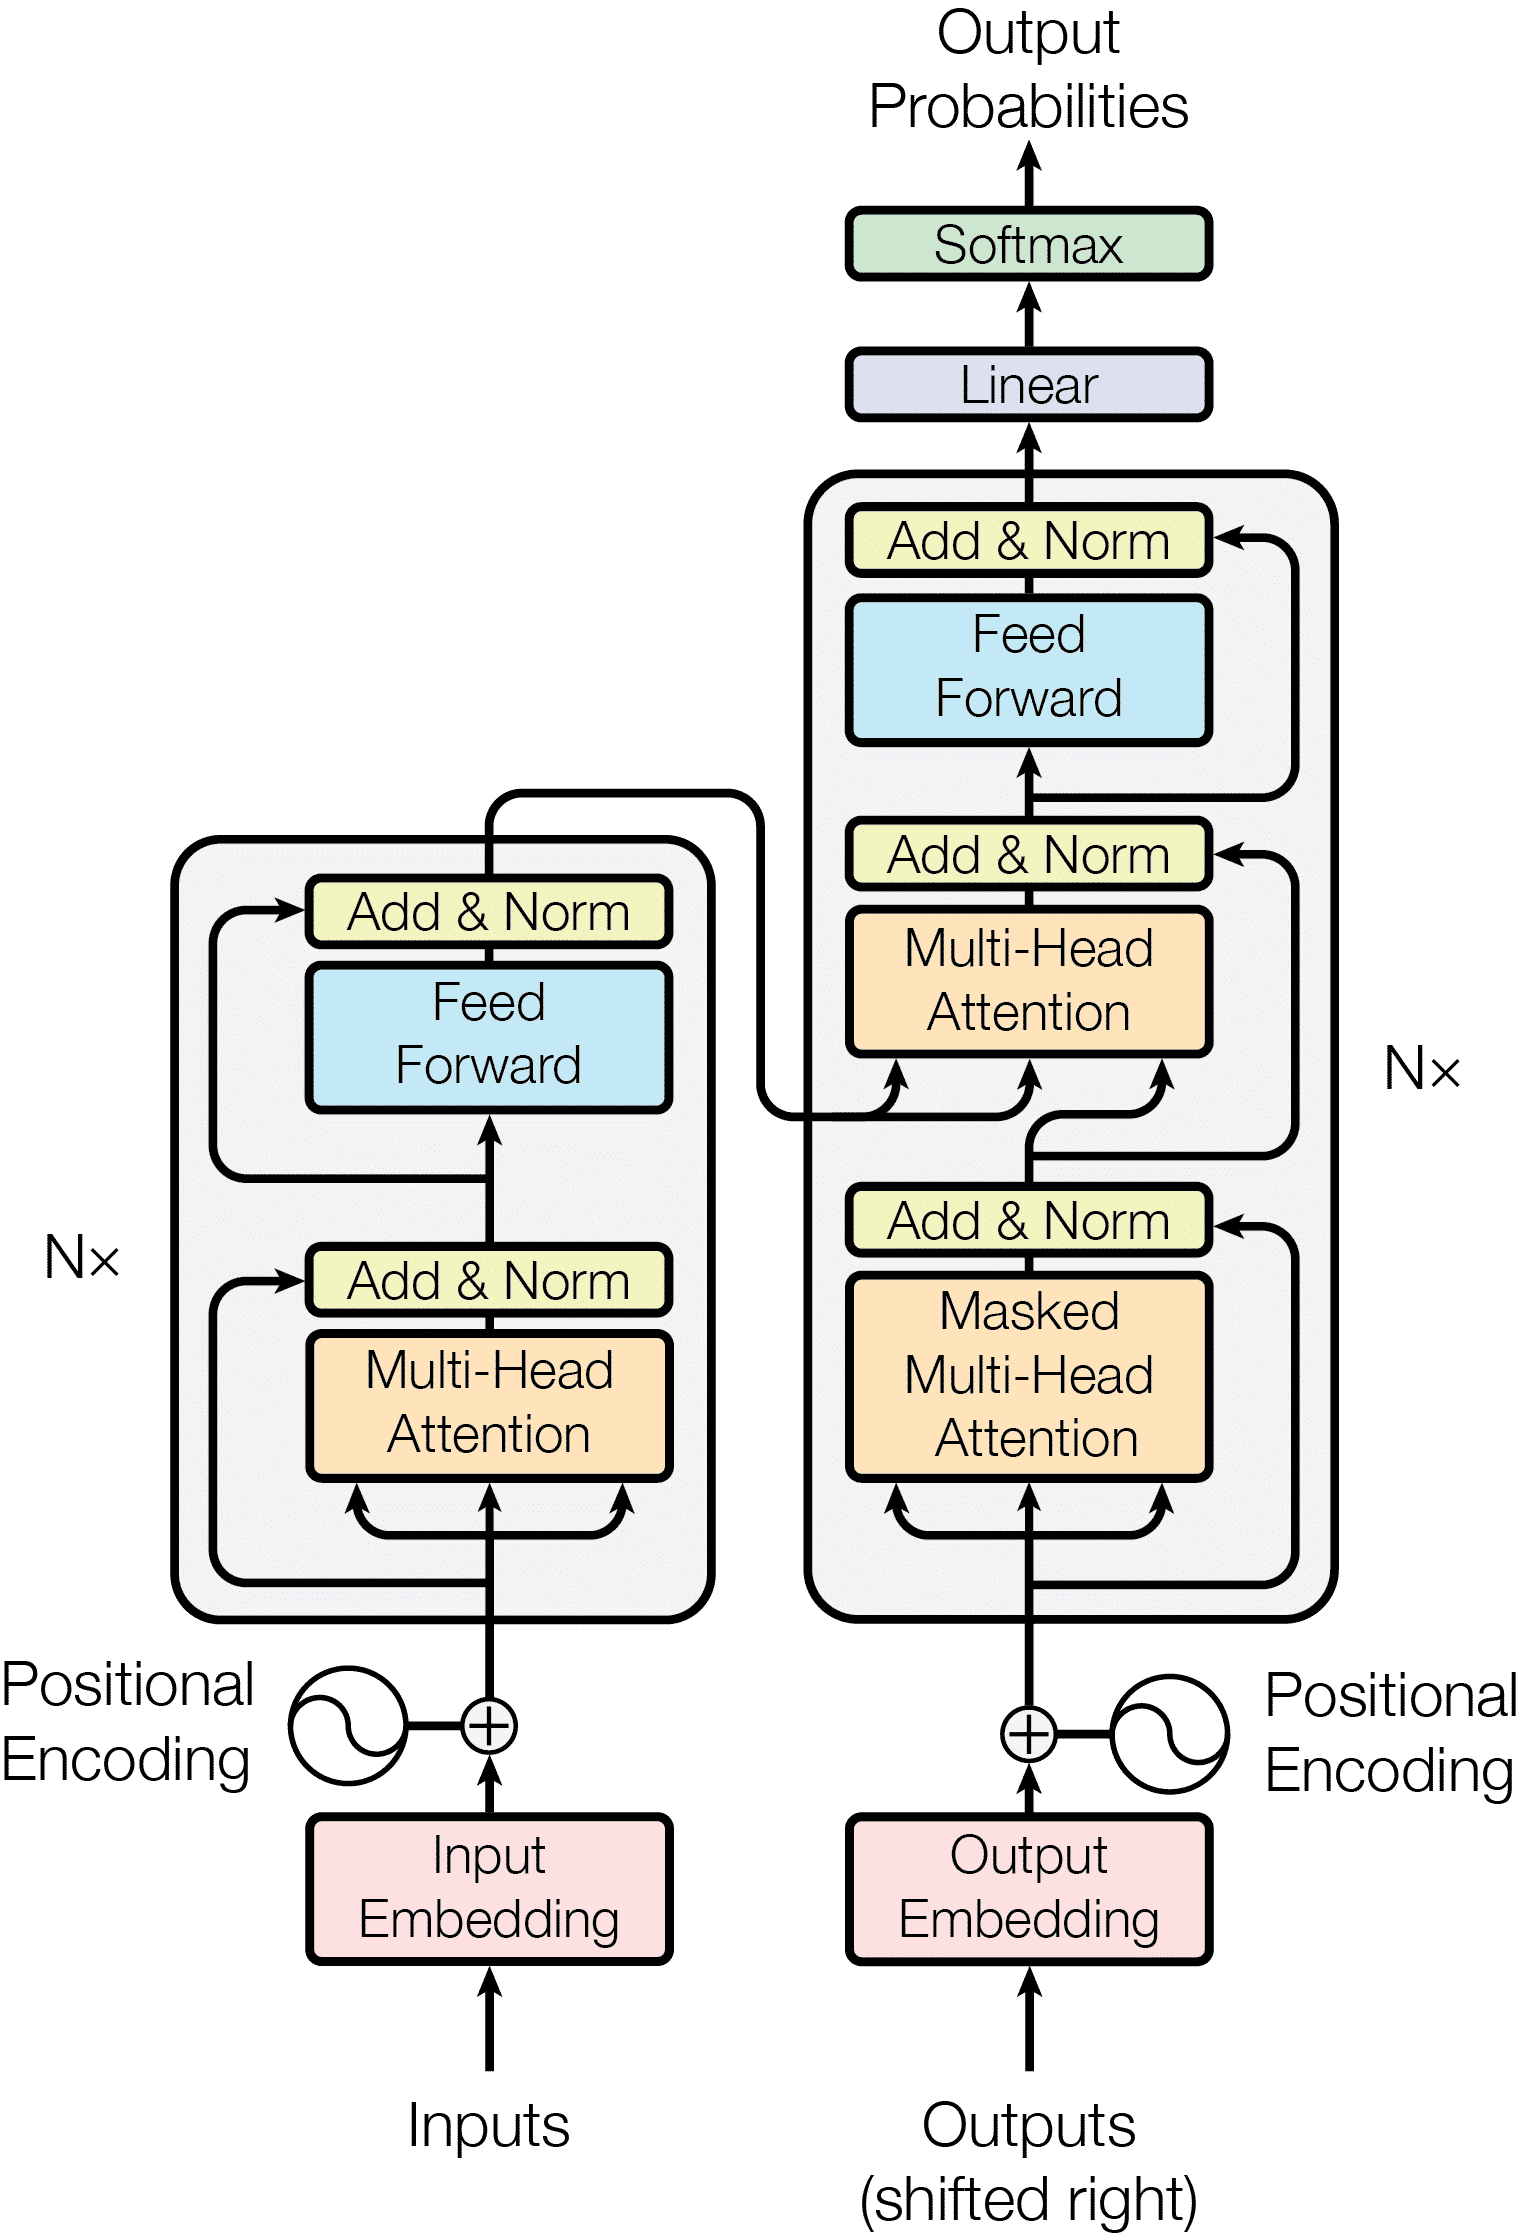 Output
Probabilities
Softmax
Linear
Add & Norm
Feed
Forward
Add & Norm
Multi-Head
Attention
N×
Add & Norm
Masked
Multi-Head
Attention
Add & Norm
Feed
Forward
N×
Add & Norm
Multi-Head
Attention
Positional
Encoding
Positional
Encoding
Input
Embedding
Output
Embedding
Inputs
Outputs
(shifted right)